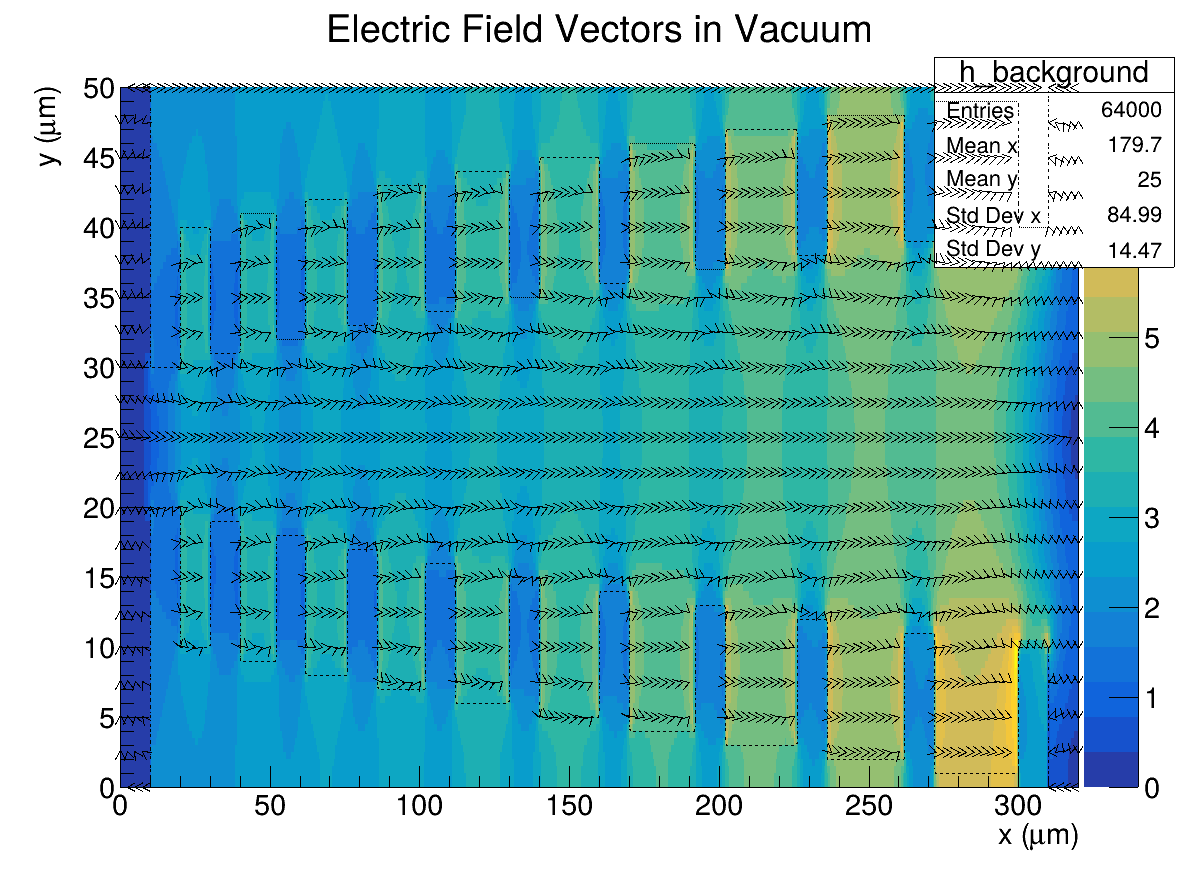 Electric Field Vectors in Vacuum
h_background
Entries 64000
Mean x 179.7
Mean y 25
Std Dev x 84.99
Std Dev y 14.47
y (μm)
50
45
40
35
30
25
20
15
10
5
0
0 50 100 150 200 250 300
x (μm)
5
4
3
2
1
0